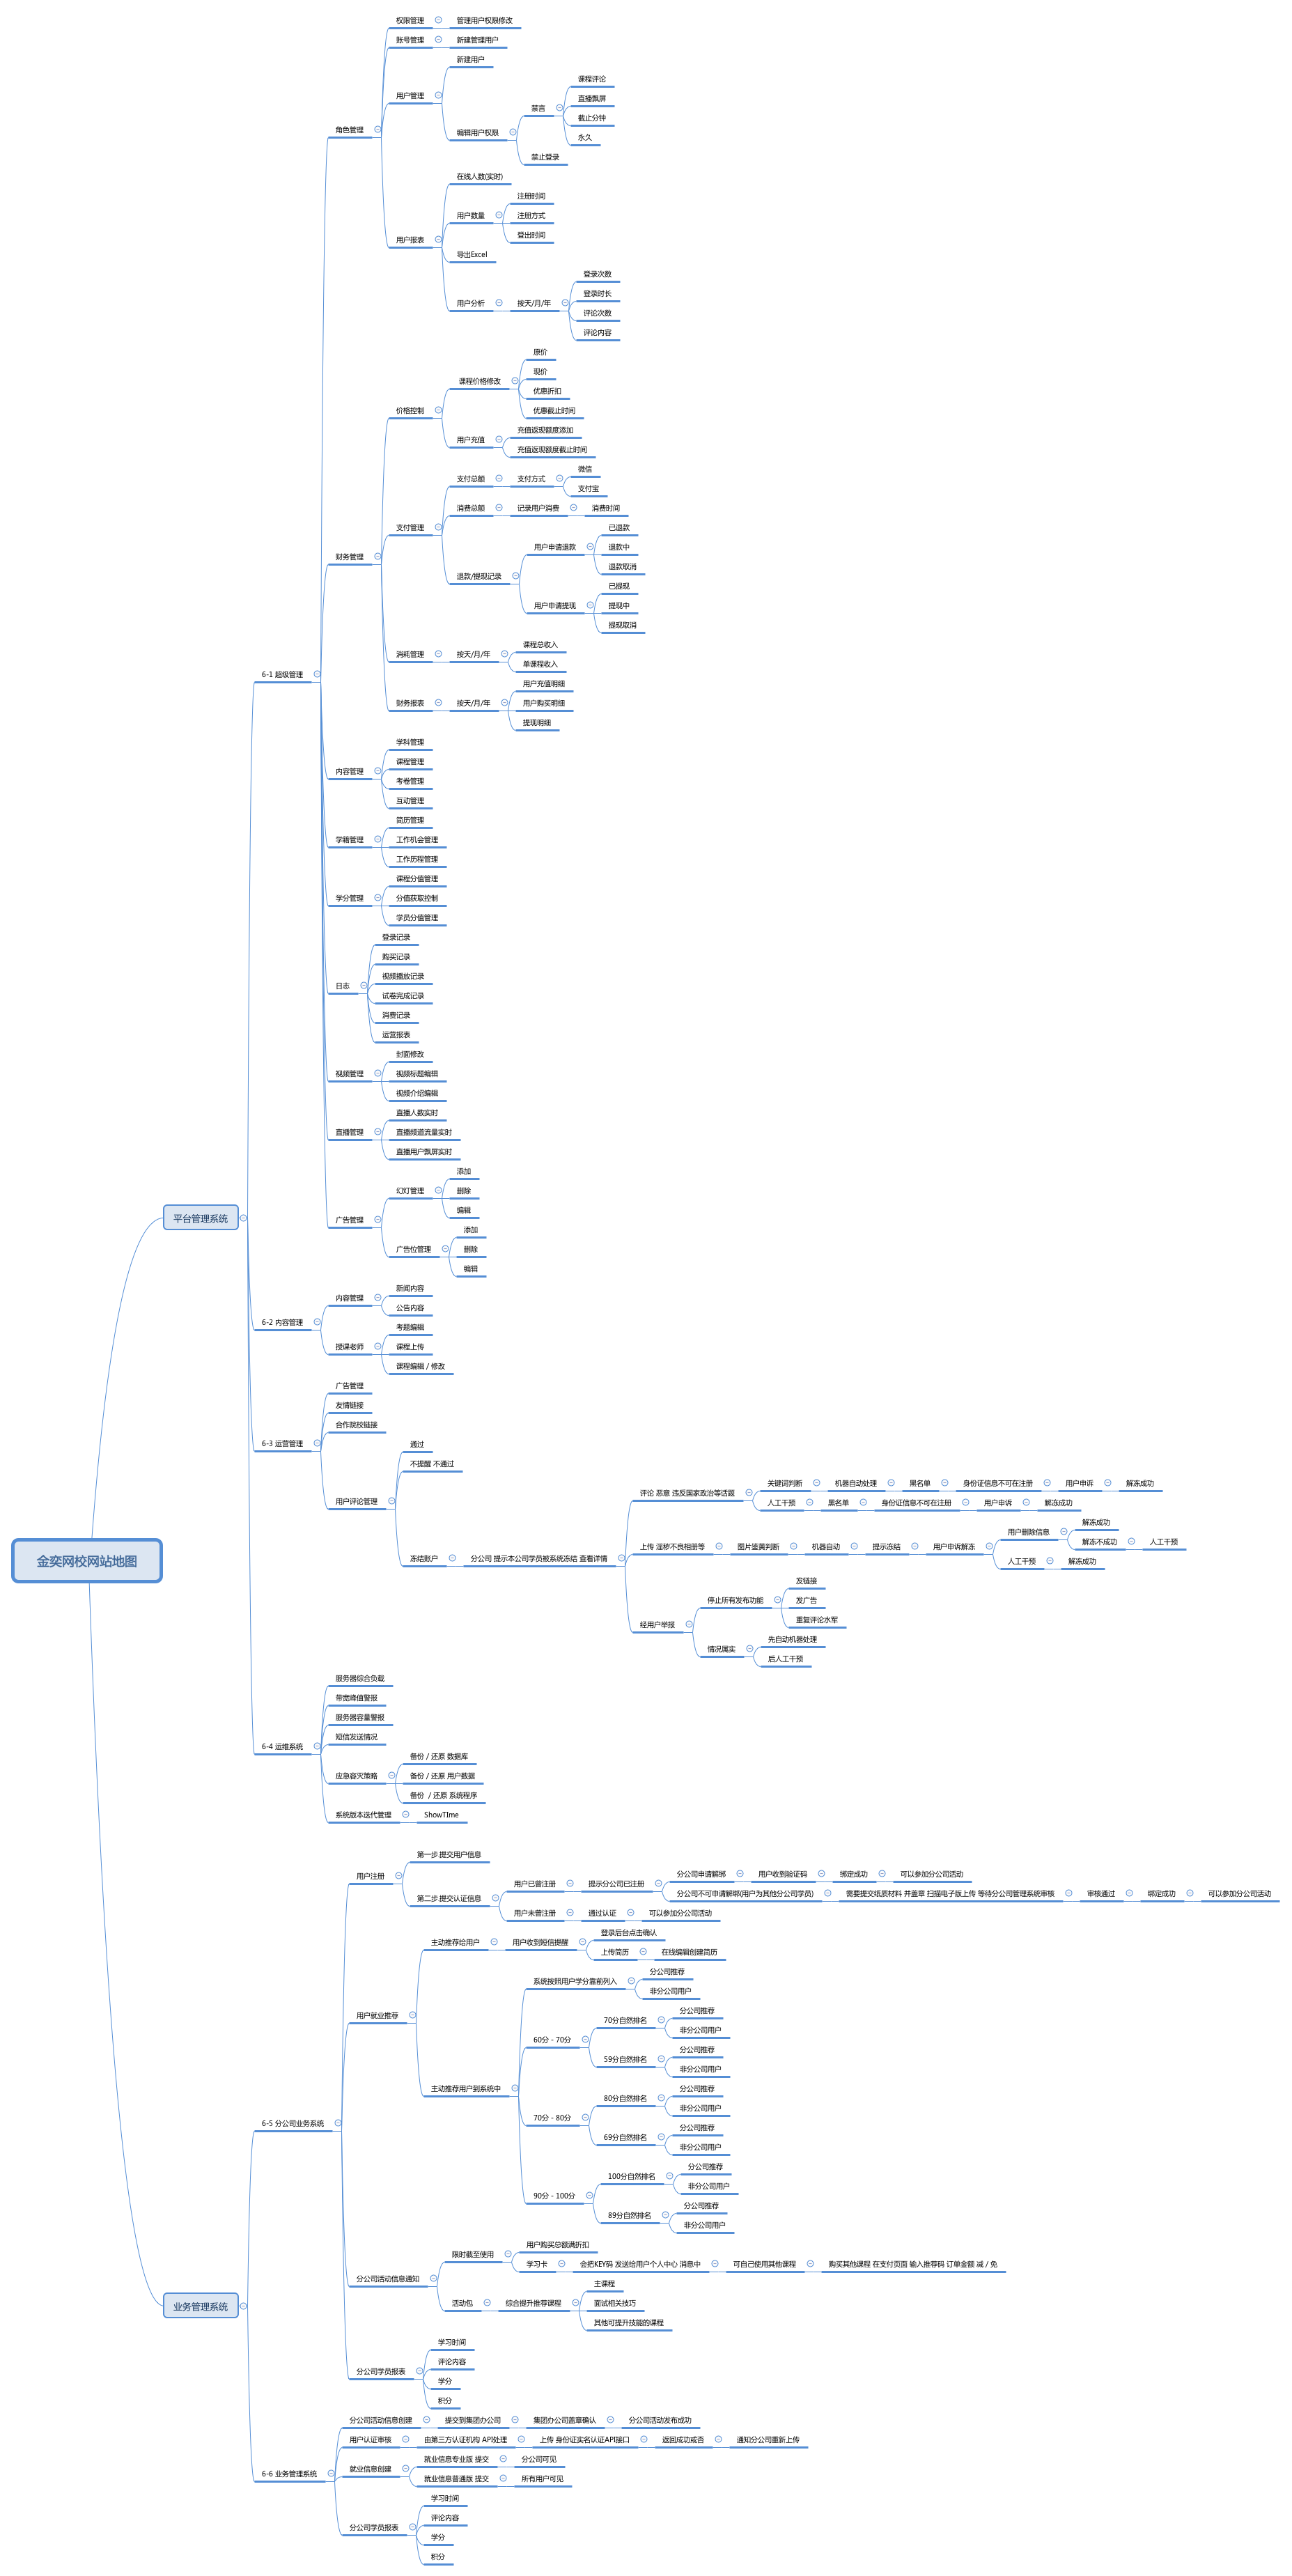 权限管理
管理用户权限修改
账号管理
新建管理用户
新建用户
课程评论
用户管理
直播飘屏
禁言
截止分钟
角色管理
编辑用户权限
永久
禁止登录
在线人数(实时)
注册时间
用户数量
注册方式
用户报表
登出时间
导出Excel
登录次数
用户分析
按天/月/年
登录时长
评论次数
评论内容
原价
课程价格修改
现价
优惠折扣
价格控制
优惠截止时间
用户充值
充值返现额度添加
充值返现额度截止时间
微信
支付总额
支付方式
支付宝
消费总额
记录用户消费
消费时间
支付管理
已退款
用户申请退款
退款中
财务管理
退款取消
退款/提现记录
已提现
用户申请提现
提现中
提现取消
课程总收入
消耗管理
按天/月/年
单课程收入
6-1 超级管理
用户充值明细
财务报表
按天/月/年
用户购买明细
提现明细
学科管理
课程管理
内容管理
考卷管理
互动管理
简历管理
学籍管理
工作机会管理
工作历程管理
课程分值管理
学分管理
分值获取控制
学员分值管理
登录记录
购买记录
视频播放记录
日志
试卷完成记录
消费记录
运营报表
封面修改
视频管理
视频标题编辑
视频介绍编辑
直播人数实时
直播管理
直播频道流量实时
直播用户飘屏实时
添加
幻灯管理
删除
编辑
平台管理系统
广告管理
添加
广告位管理
删除
编辑
新闻内容
内容管理
公告内容
6-2 内容管理
考题编辑
授课老师
课程上传
课程编辑 / 修改
广告管理
友情链接
合作院校链接
6-3 运营管理
通过
不提醒 不通过
关键词判断
机器自动处理
黑名单
身份证信息不可在注册
用户申诉
解冻成功
评论 恶意 违反国家政治等话题
用户评论管理
人工干预
黑名单
身份证信息不可在注册
用户申诉
解冻成功
解冻成功
用户删除信息
解冻不成功
人工干预
上传 淫秽不良相册等
图片鉴黄判断
机器自动
提示冻结
用户申诉解冻
冻结账户
分公司 提示本公司学员被系统冻结 查看详情
人工干预
解冻成功
金奕网校网站地图
发链接
停止所有发布功能
发广告
重复评论水军
经用户举报
先自动机器处理
情况属实
后人工干预
服务器综合负载
带宽峰值警报
服务器容量警报
短信发送情况
6-4 运维系统
备份 / 还原 数据库
应急容灾策略
备份 / 还原 用户数据
备份  / 还原 系统程序
系统版本迭代管理
ShowTIme
第一步.提交用户信息
用户注册
分公司申请解绑
用户收到验证码
绑定成功
可以参加分公司活动
用户已曾注册
提示分公司已注册
分公司不可申请解绑(用户为其他分公司学员)
需要提交纸质材料 并盖章 扫描电子版上传 等待分公司管理系统审核
审核通过
绑定成功
可以参加分公司活动
第二步.提交认证信息
用户未曾注册
通过认证
可以参加分公司活动
登录后台点击确认
主动推荐给用户
用户收到短信提醒
上传简历
在线编辑创建简历
分公司推荐
系统按照用户学分靠前列入
非分公司用户
用户就业推荐
分公司推荐
70分自然排名
非分公司用户
60分 - 70分
分公司推荐
59分自然排名
非分公司用户
主动推荐用户到系统中
分公司推荐
80分自然排名
非分公司用户
70分 - 80分
6-5 分公司业务系统
分公司推荐
69分自然排名
非分公司用户
分公司推荐
100分自然排名
非分公司用户
90分 - 100分
分公司推荐
89分自然排名
非分公司用户
用户购买总额满折扣
限时截至使用
学习卡
会把KEY码 发送给用户个人中心 消息中
可自己使用其他课程
购买其他课程 在支付页面 输入推荐码 订单金额 减 / 免
分公司活动信息通知
主课程
活动包
综合提升推荐课程
面试相关技巧
业务管理系统
其他可提升技能的课程
学习时间
评论内容
分公司学员报表
学分
积分
分公司活动信息创建
提交到集团办公司
集团办公司盖章确认
分公司活动发布成功
用户认证审核
由第三方认证机构 API处理
上传 身份证实名认证API接口
返回成功或否
通知分公司重新上传
就业信息专业版 提交
分公司可见
就业信息创建
6-6 业务管理系统
就业信息普通版 提交
所有用户可见
学习时间
评论内容
分公司学员报表
学分
积分